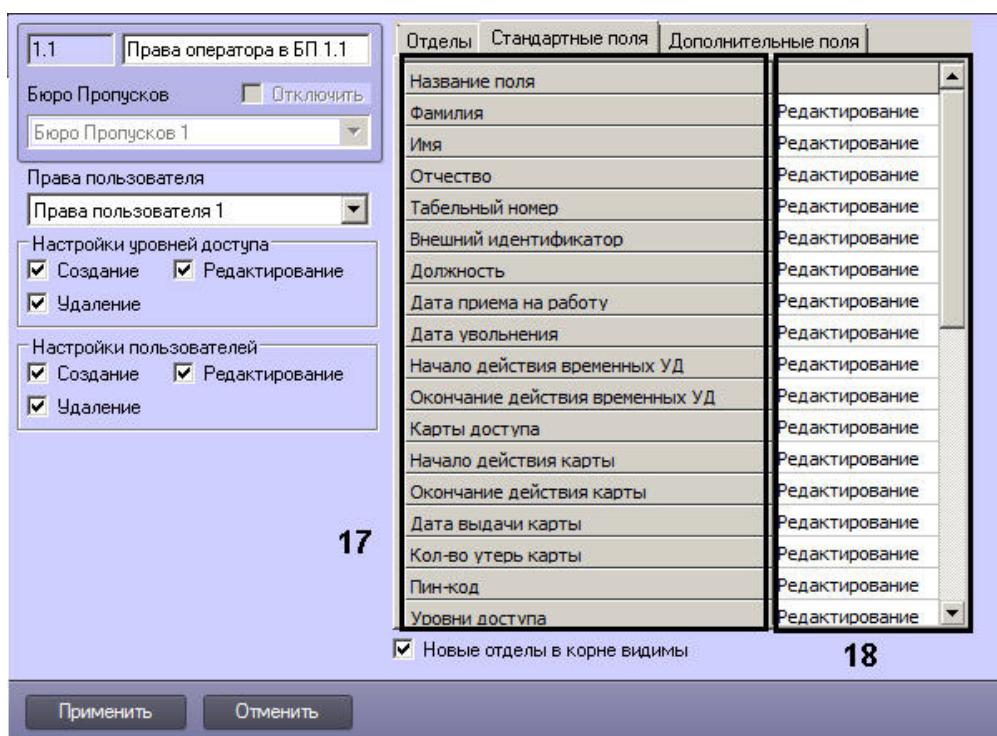 1.1 Права оператора в БП 1.1
Бюро Пропусков Отключить
Бюро Пропусков 1
Права пользователя
Права пользователя 1
Настройки уровней доступа
Создание Редактирование
Удаление
Настройки пользователей
Создание Редактирование
Удаление
17
Отделы Стандартные поля Дополнительные поля
Название поля
Фамилия Редактирование
Имя Редактирование
Отчество Редактирование
Табельный номер Редактирование
Внешний идентификатор Редактирование
Должность Редактирование
Дата приема на работу Редактирование
Дата увольнения Редактирование
Начало действия временных УД Редактирование
Окончание действия временных УД Редактирование
Карты доступа Редактирование
Начало действия карты Редактирование
Окончание действия карты Редактирование
Дата выдачи карты Редактирование
Кол-во утерь карты Редактирование
Пин-код Редактирование
Уровни доступа Редактирование
Новые отделы в корне видимы
18
Применить Отменить